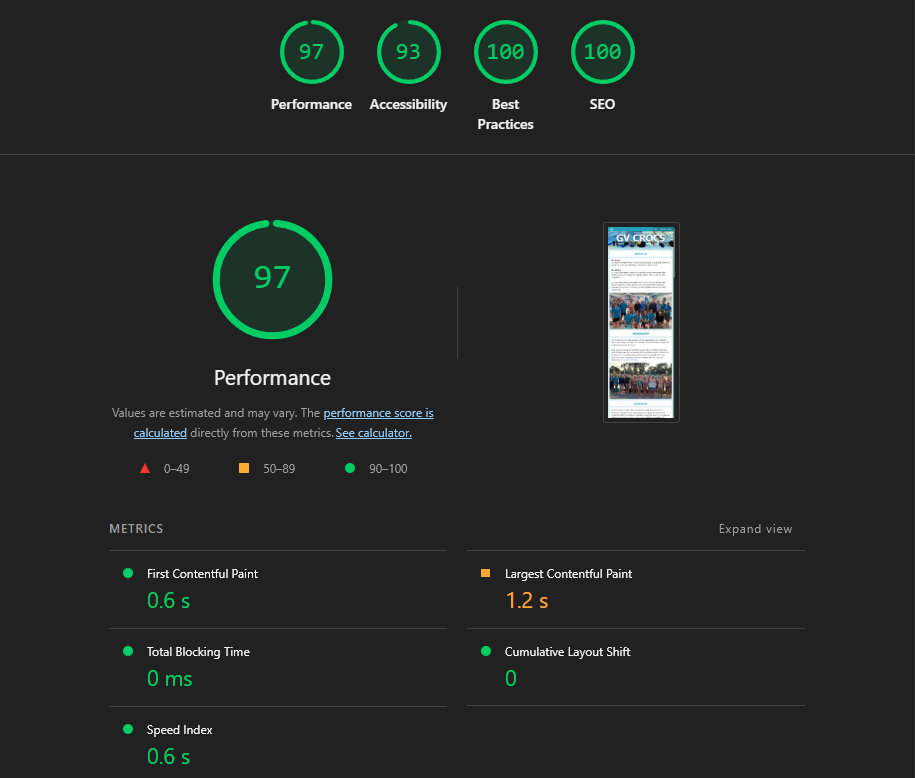 97 93 100 100
Performance Accessibility Best Practices SEO
97
GV CROCS
Performance
Values are estimated and may vary. The performance score is
calculated directly from these metrics. See calculator.
0–49 50–89 90–100
METRICS Expand view
First Contentful Paint
0.6 s
Largest Contentful Paint
1.2 s
Total Blocking Time
0 ms
Cumulative Layout Shift
0
Speed Index
0.6 s